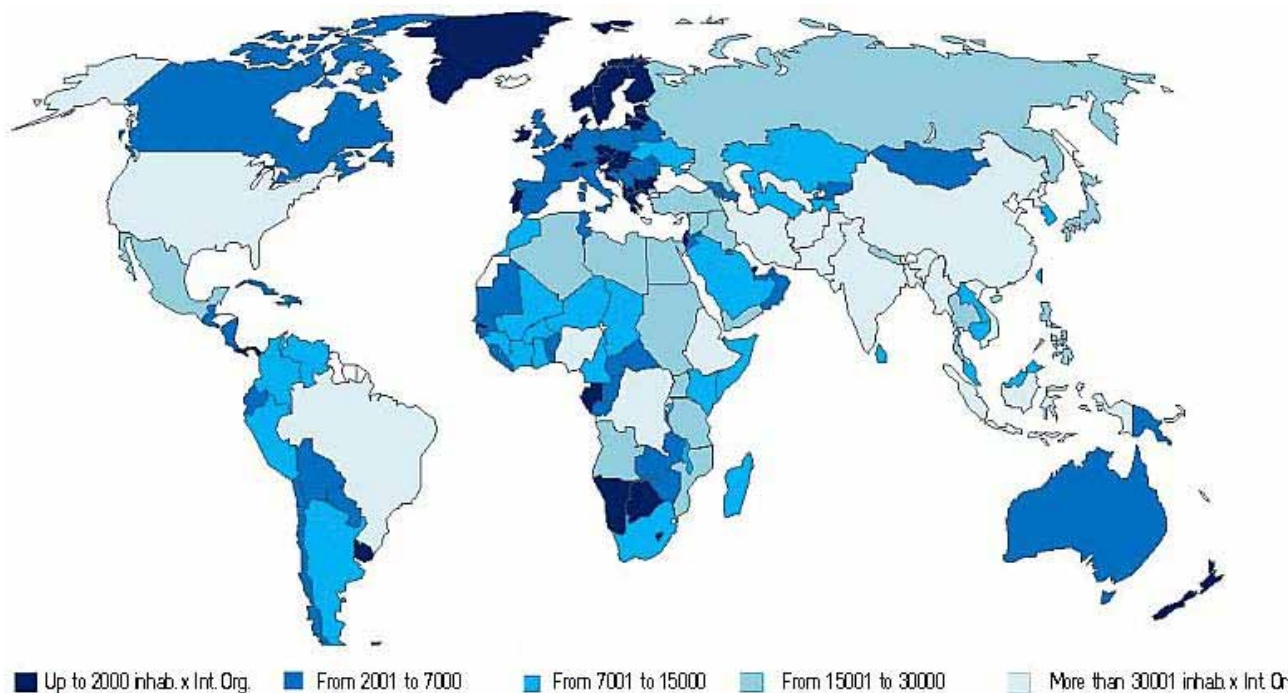 Up to 2000 inhab. x Int. Org.
From 2001 to 7000
From 7001 to 15000
From 15001 to 30000
More than 30001 inhab. x Int. O